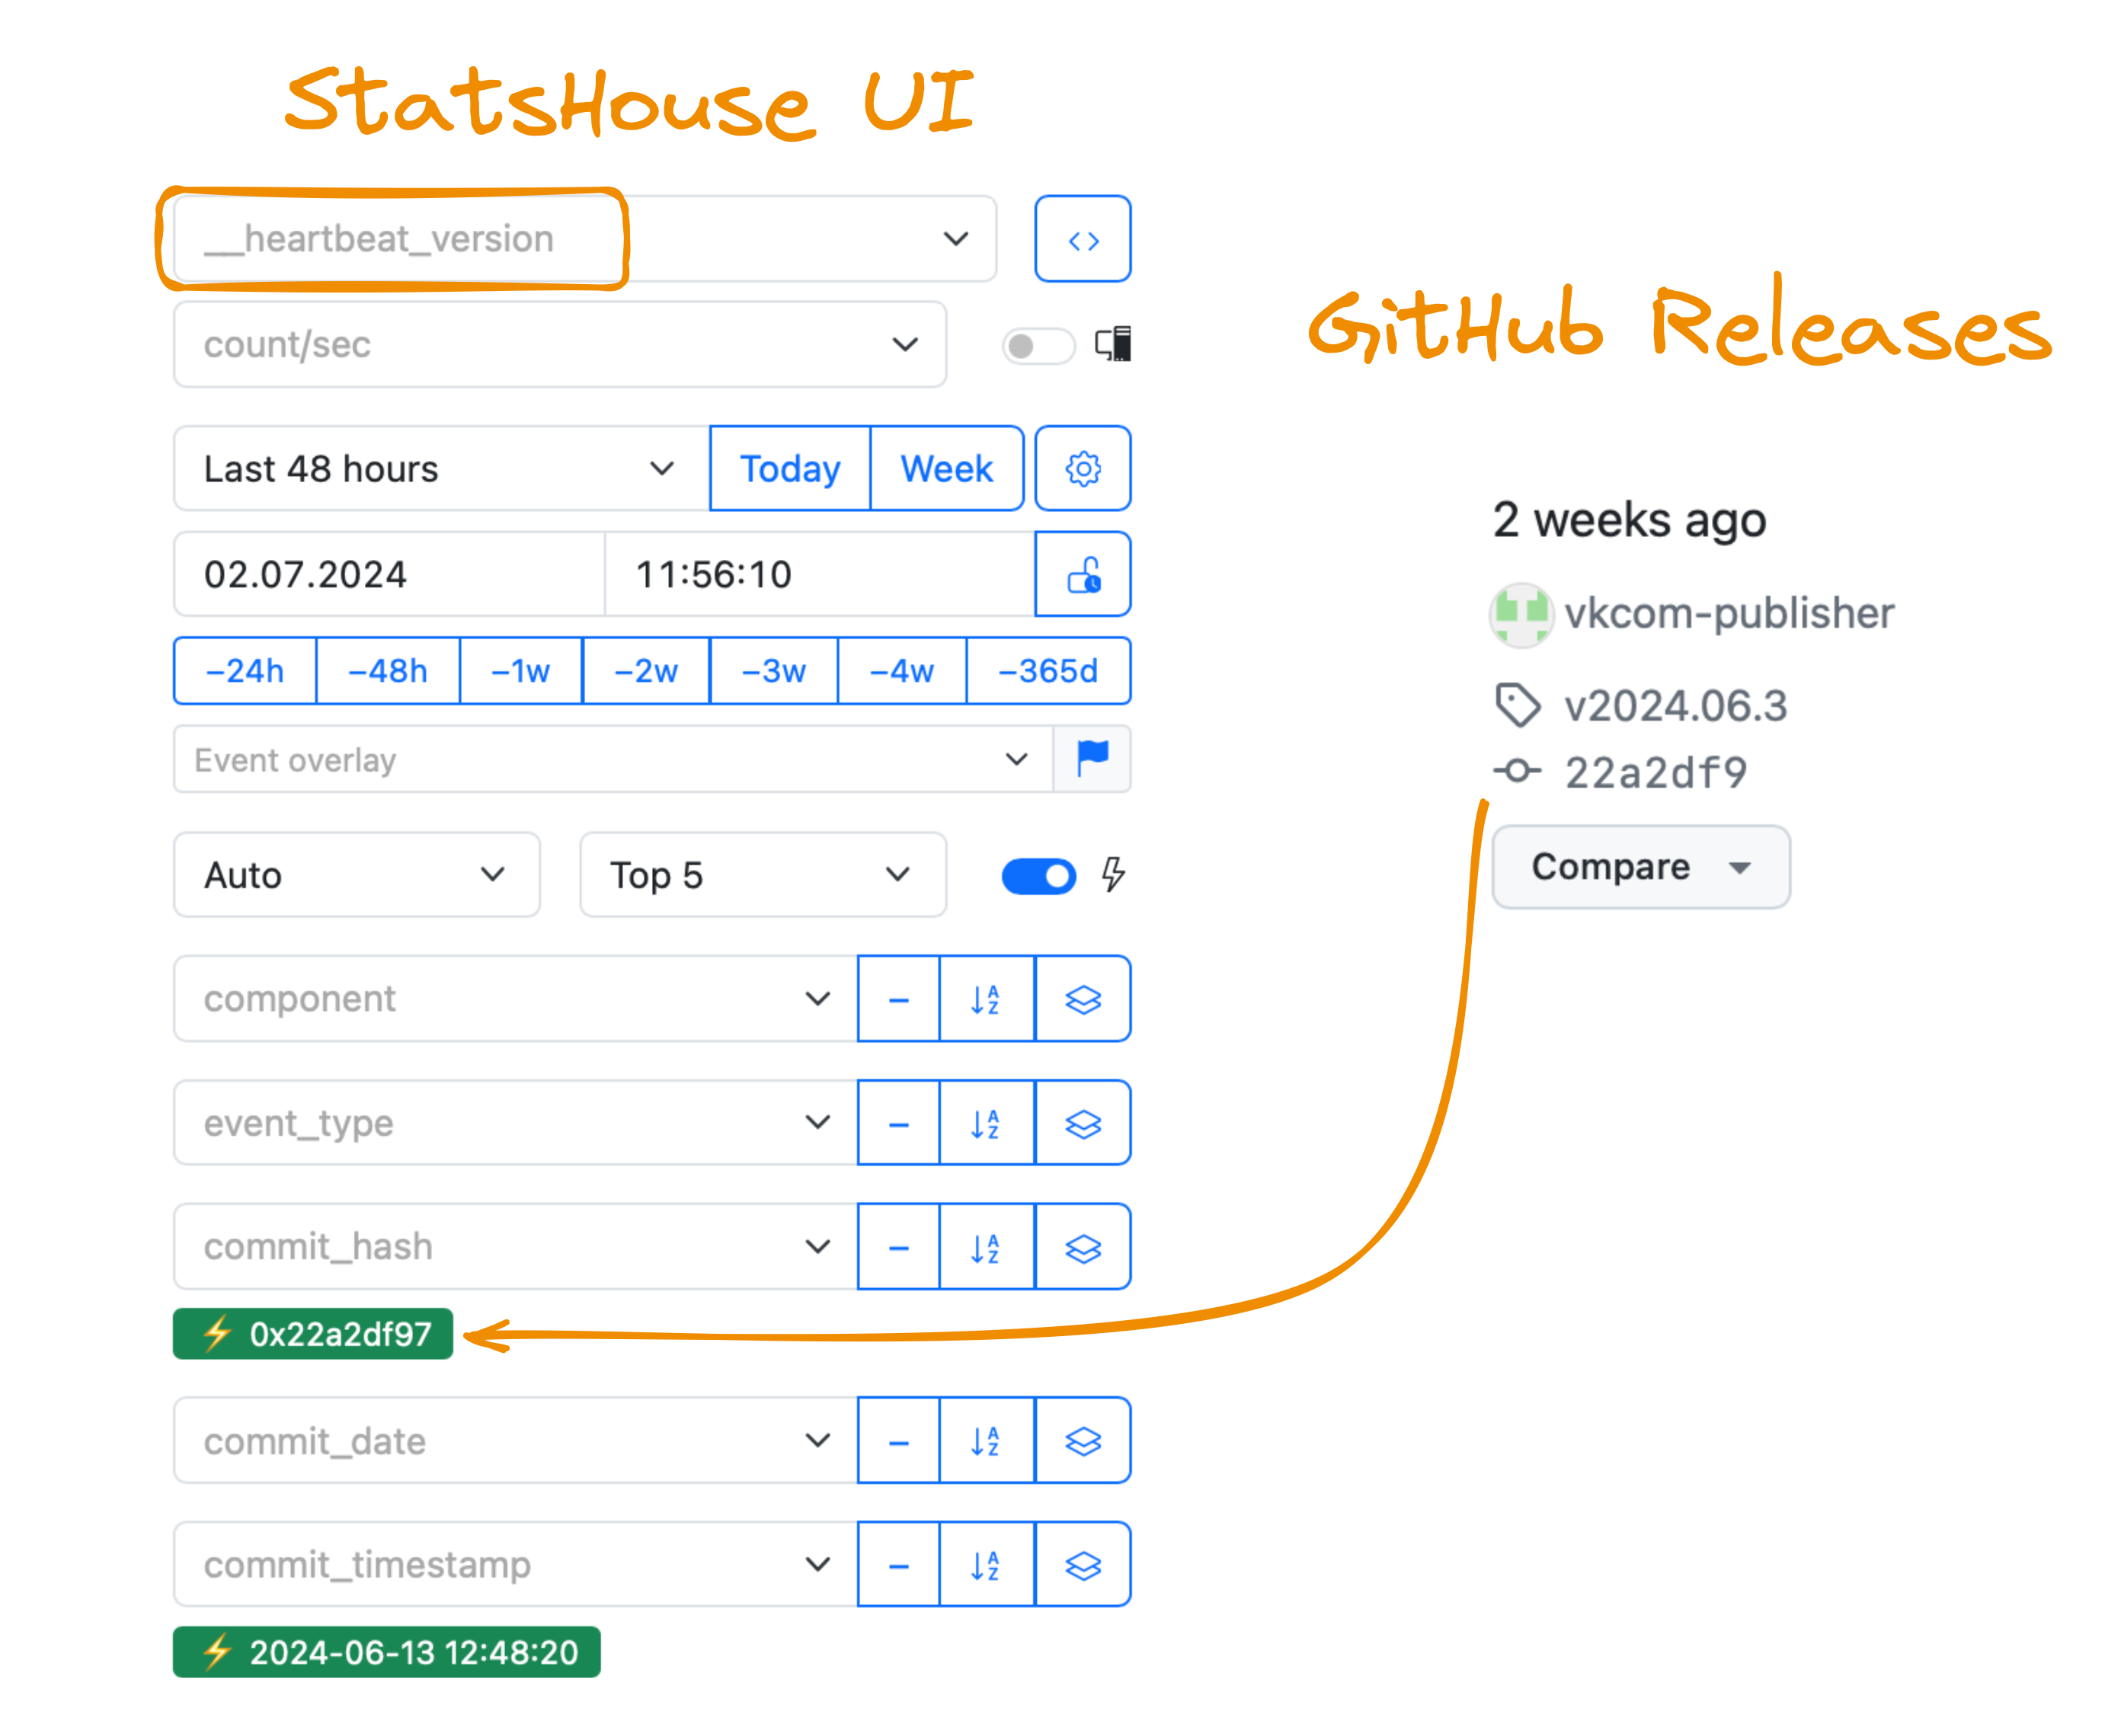 StatsHouse UI
__heartbeat_version
count/sec
Last 48 hours Today Week
02.07.2024 11:56:10
–24h –48h –1w –2w –3w –4w –365d
Event overlay
Auto Top 5
component
event_type
commit_hash
0x22a2df97
commit_date
commit_timestamp
2024-06-13 12:48:20
GitHub Releases
2 weeks ago
vkcom-publisher
v2024.06.3
22a2df9
Compare